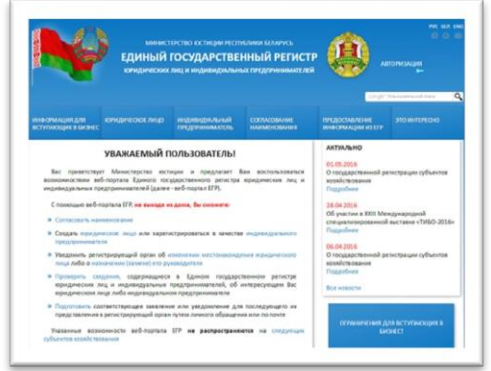 РУС БЕЛ ENG
МИНИСТЕРСТВО ЮСТИЦИИ РЕСПУБЛИКИ БЕЛАРУСЬ
ЕДИНЫЙ ГОСУДАРСТВЕННЫЙ РЕГИСТР
ЮРИДИЧЕСКИХ ЛИЦ И ИНДИВИДУАЛЬНЫХ ПРЕДПРИНИМАТЕЛЕЙ
АВТОРИЗАЦИЯ
ИНФОРМАЦИЯ ДЛЯ
ВСТУПАЮЩИХ В БИЗНЕС
ЮРИДИЧЕСКОЕ ЛИЦО
ИНДИВИДУАЛЬНЫЙ
ПРЕДПРИНИМАТЕЛЬ
СОГЛАСОВАНИЕ
НАИМЕНОВАНИЯ
ПРЕДОСТАВЛЕНИЕ
ИНФОРМАЦИИ ИЗ ЕГР
ЭТО ИНТЕРЕСНО
УВАЖАЕМЫЙ ПОЛЬЗОВАТЕЛЬ!
Вас приветствует Министерство юстиции и предлагает Вам воспользоваться
возможностями веб-портала Единого государственного регистра юридических лиц и
индивидуальных предпринимателей (далее - веб-портал ЕГР).
С помощью веб-портала ЕГР, не выходя из дома, Вы сможете:
Согласовать наименование
Создать юридическое лицо или зарегистрироваться в качестве индивидуального
предпринимателя
Уведомить регистрирующий орган об изменении местонахождения юридического
лица либо о назначении (замене) его руководителя
Проверить сведения, содержащиеся в Едином государственном регистре
юридических лиц и индивидуальных предпринимателей, об интересующем Вас
юридическом лице либо индивидуальном предпринимателе
Подготовить соответствующее заявление или уведомление для последующего их
представления в регистрирующий орган путем личного обращения или по почте
Указанные возможности веб-портала ЕГР не распространяются на следующих
субъектов хозяйствования
АКТУАЛЬНО
01.05.2016
О государственной регистрации субъектов
хозяйствования
Подробнее
28.04.2016
Об участии в XXIII Международной
специализированной выставке «ТИБО-2016»
Подробнее
06.04.2016
О государственной регистрации субъектов
хозяйствования
Подробнее
Все новости
ОГРАНИЧЕНИЯ ДЛЯ ВСТУПАЮЩИХ В
БИЗНЕС!